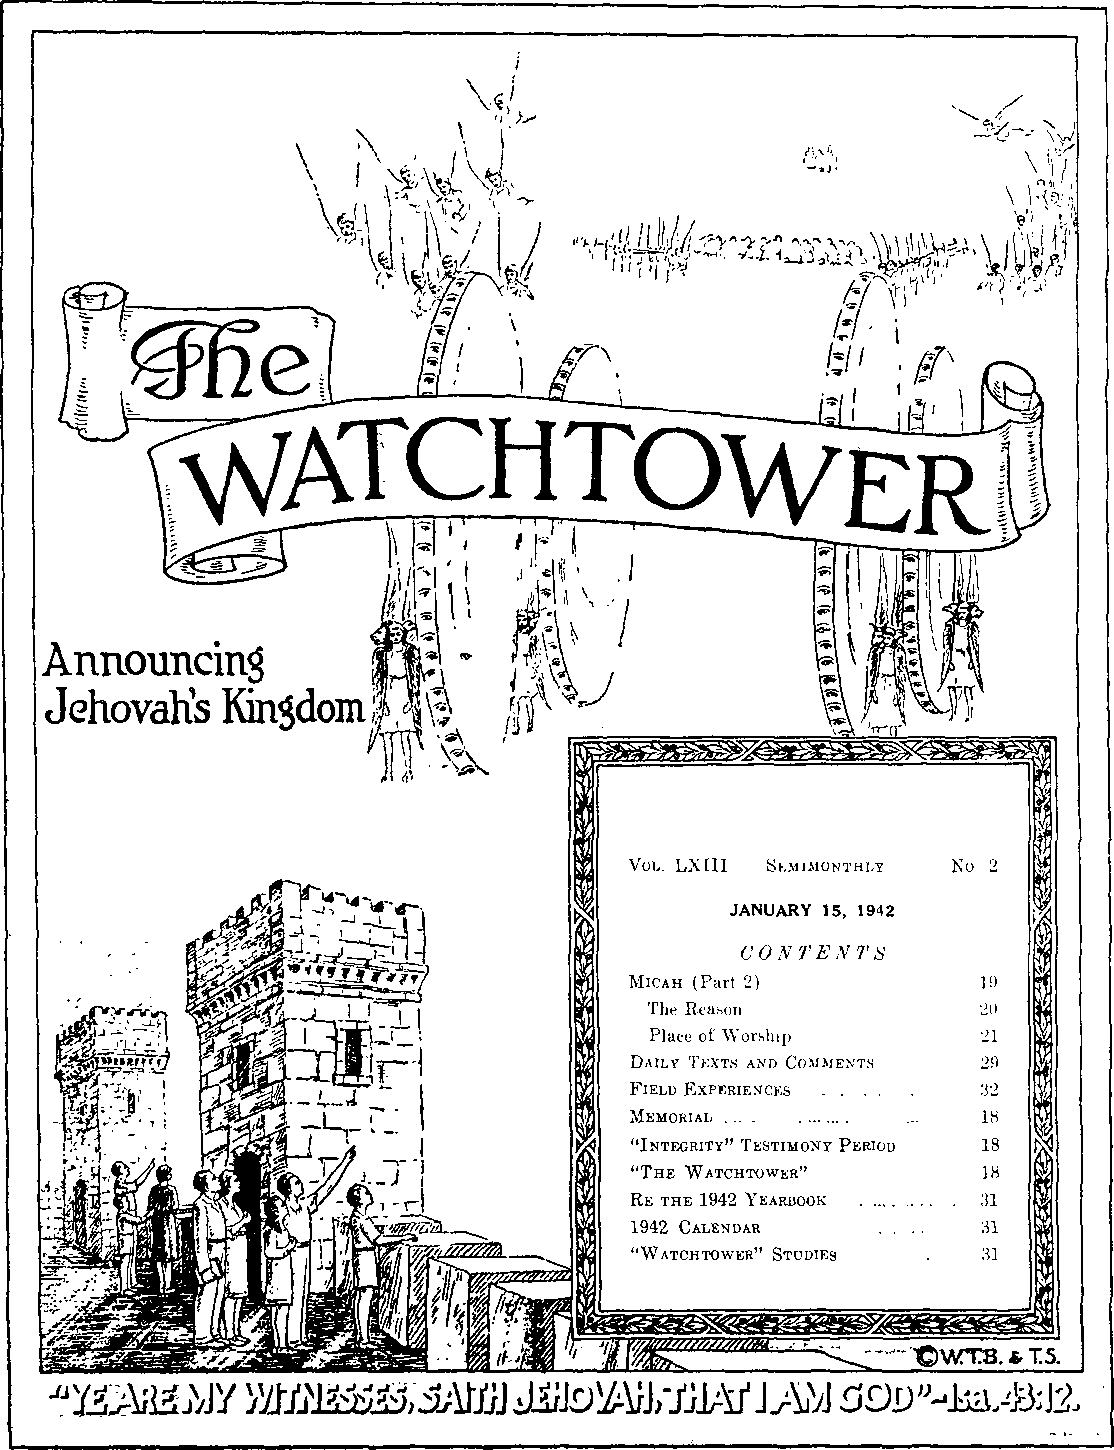 The
WATCHTOWER
Announcing
Jehovah's Kingdom
VOL. LXIII SEMIMONTHLY No 2
JANUARY 15, 1942
CONTENTS
MICAH (Part 2) 19
The Reason 20
Place of Worship 21
DAILY TEXTS AND COMMENTS 29
FIELD EXPERIENCES 32
MEMORIAL 18
"INTEGRITY" TESTIMONY PERIOD 18
"THE WATCHTOWER" 18
RE THE 1942 YEARBOOK 31
1942 CALENDAR 31
"WATCHTOWER" STUDIES 31
©W.T.B. & T.S.
"YE ARE MY WITNESSES, SAITH JEHOVAH, THAT I AM GOD"~Isa. 43:12.